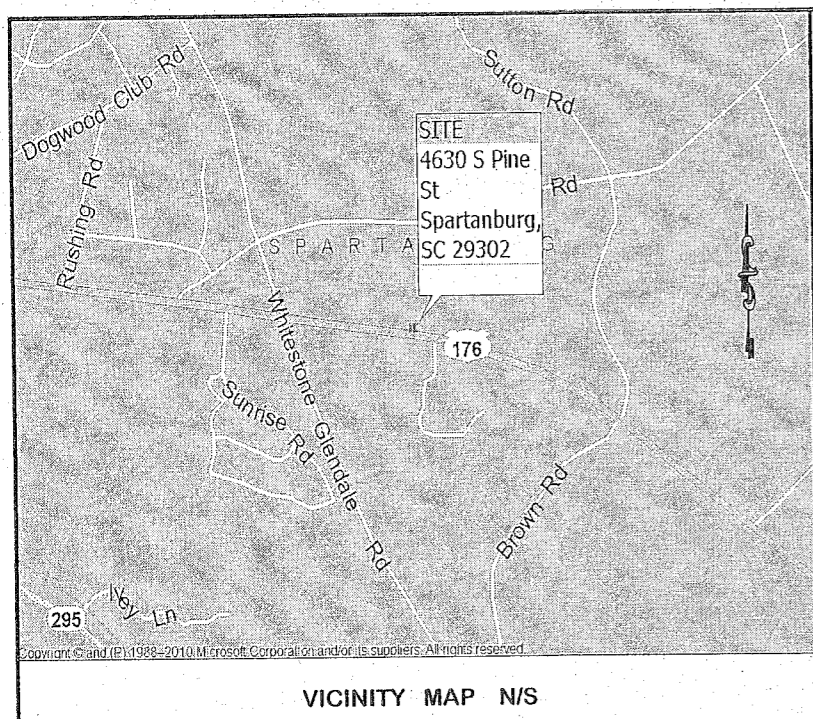 Dogwood Club Rd
Sutton Rd
SITE
4630 S Pine
St
Spartanburg,
SC 29302
Rd
Rushing Rd
SPARTA G
Whitestone Glendale Rd
176
Sunrise Rd
Brown Rd
Ivey Ln
295
Copyright © and (P) 1988–2010 Microsoft Corporation and/or its suppliers. All rights reserved.
VICINITY MAP N/S